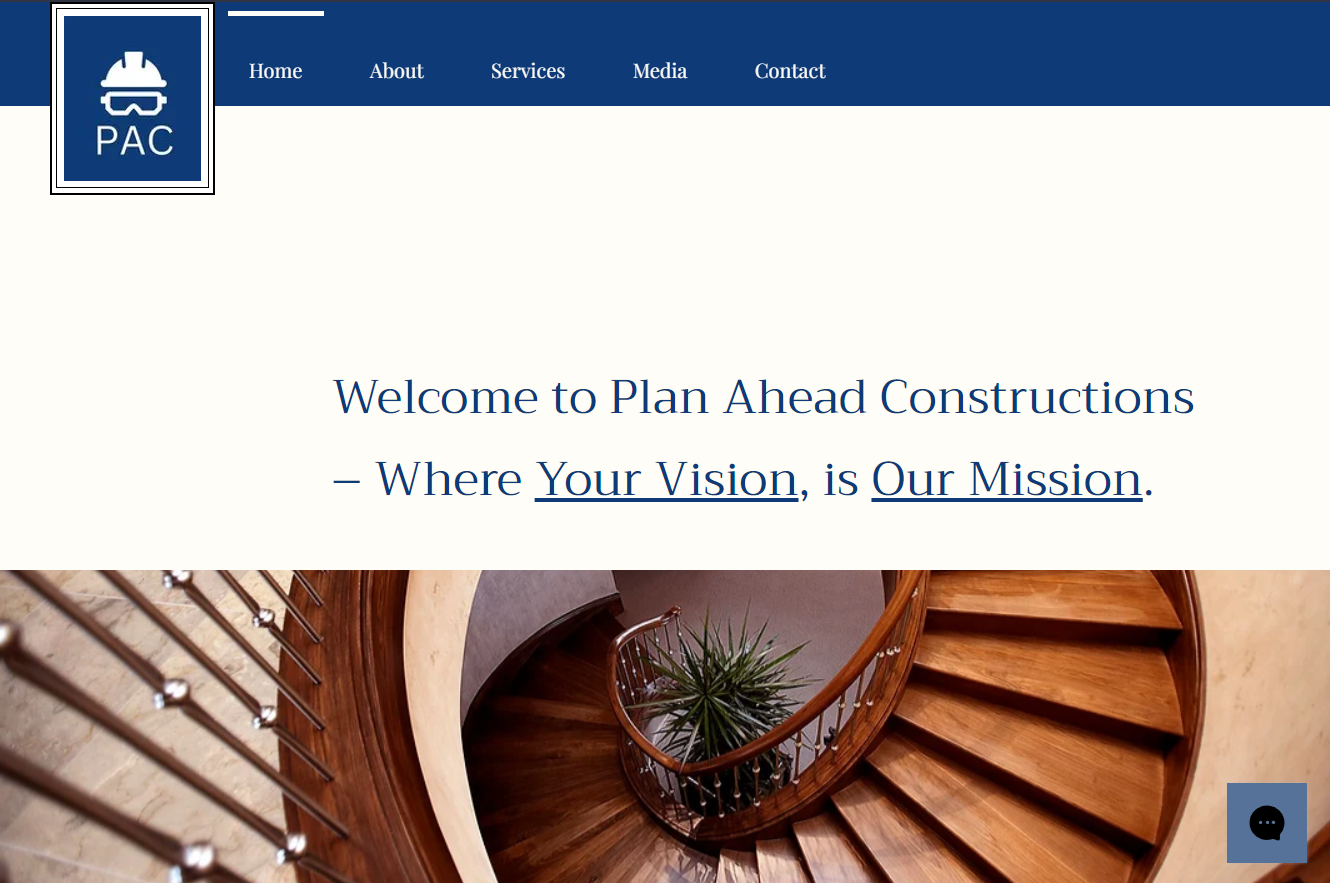 PAC
Home
About
Services
Media
Contact
Welcome to Plan Ahead Constructions
– Where Your Vision, is Our Mission.